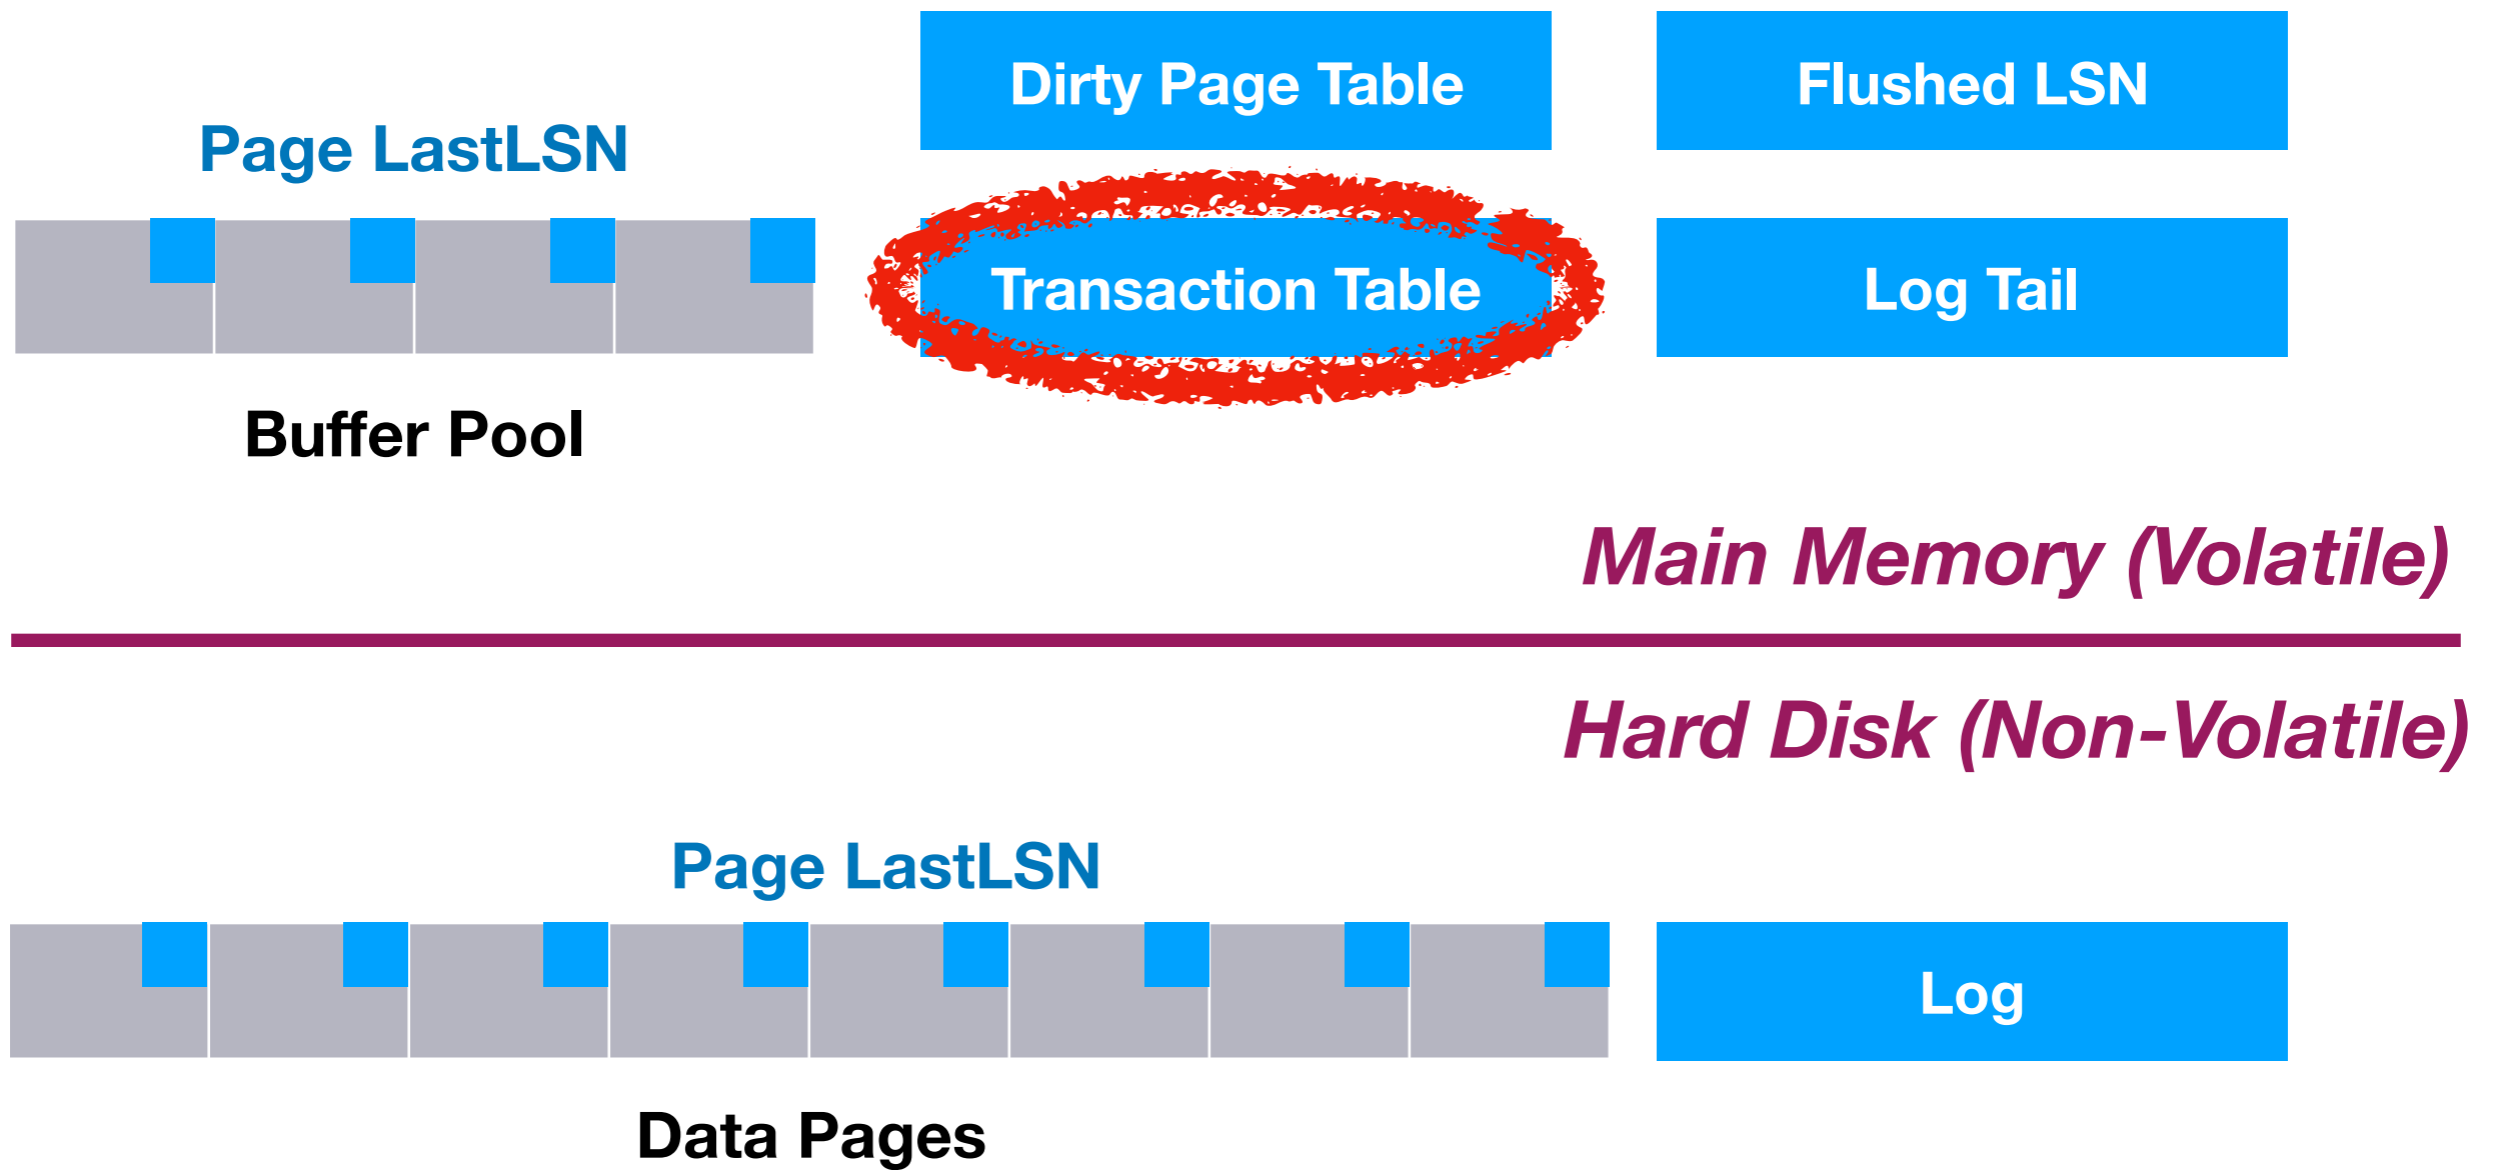 Dirty Page Table
Flushed LSN
Page LastLSN
Transaction Table
Log Tail
Buffer Pool
Main Memory (Volatile)
Hard Disk (Non-Volatile)
Page LastLSN
Log
Data Pages